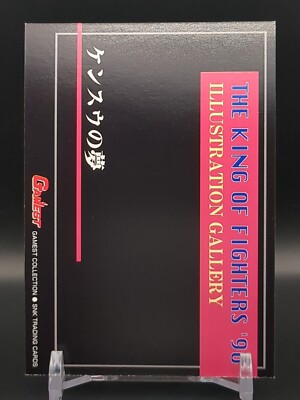 THE KING OF FIGHTERS '96
ILLUSTRATION GALLERY
ケンスウの夢
GAMEST
GAMEST COLLECTION ● SNK TRADING CARDS